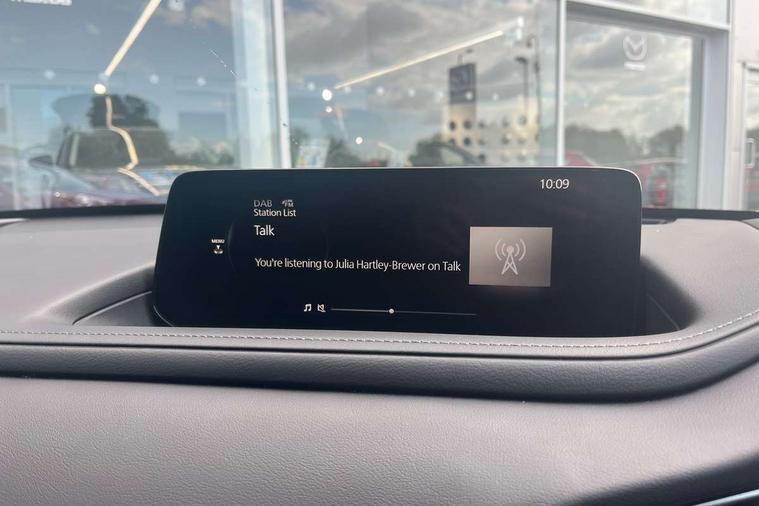 10:09
DAB
Station List
Talk
MENU
You're listening to Julia Hartley-Brewer on Talk